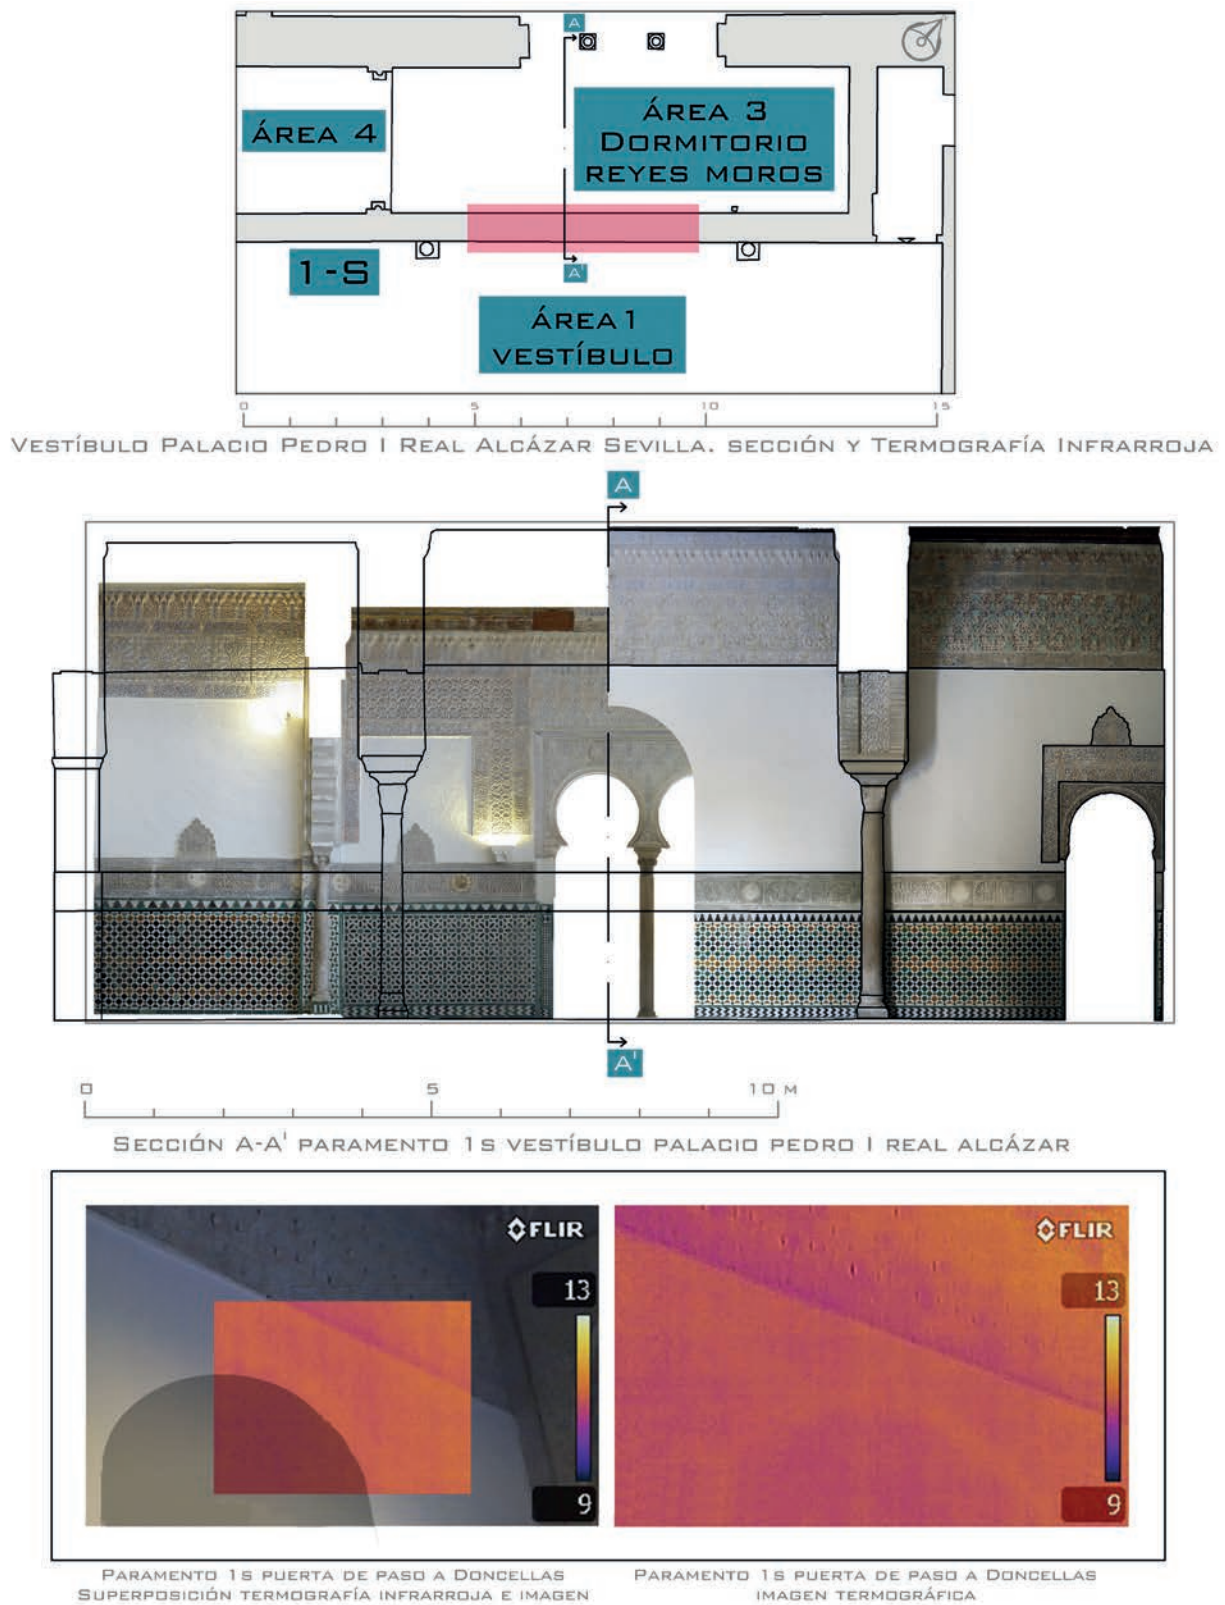 A
ÁREA 4
ÁREA 3
DORMITORIO
REYES MOROS
1-S
A'
ÁREA 1
VESTÍBULO
0 5 10 15
VESTÍBULO PALACIO PEDRO I REAL ALCÁZAR SEVILLA. SECCIÓN Y TERMOGRAFÍA INFRARROJA
A
A'
0 5 10 M
SECCIÓN A-A' PARAMENTO 1S VESTÍBULO PALACIO PEDRO I REAL ALCÁZAR
FLIR
13
9
FLIR
13
9
PARAMENTO 1S PUERTA DE PASO A DONCELLAS
SUPERPOSICIÓN TERMOGRAFÍA INFRARROJA E IMAGEN
PARAMENTO 1S PUERTA DE PASO A DONCELLAS
IMAGEN TERMOGRÁFICA